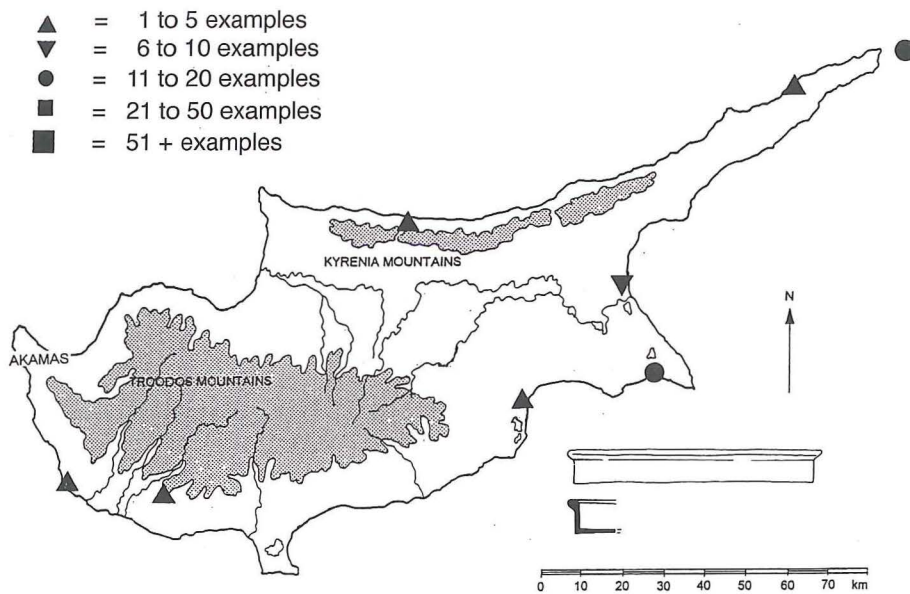 = 1 to 5 examples
= 6 to 10 examples
= 11 to 20 examples
= 21 to 50 examples
= 51 + examples
KYRENIA MOUNTAINS
N
AKAMAS
TROODOS MOUNTAINS
0 10 20 30 40 50 60 70 km